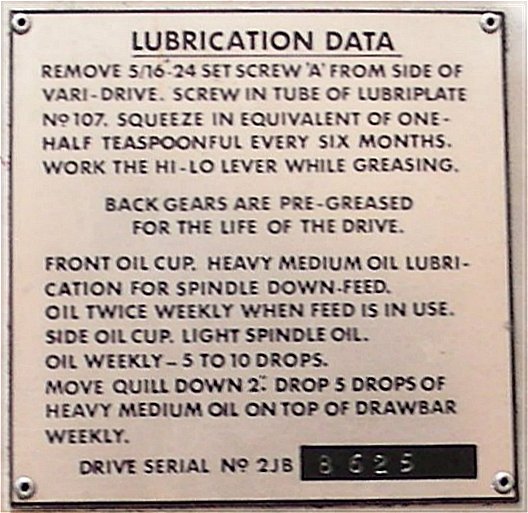 LUBRICATION DATA
REMOVE 5/16-24 SET SCREW "A" FROM SIDE OF
VARI-DRIVE. SCREW IN TUBE OF LUBRIPLATE
Nº 107. SQUEEZE IN EQUIVALENT OF ONE-
HALF TEASPOONFUL EVERY SIX MONTHS.
WORK THE HI-LO LEVER WHILE GREASING.
BACK GEARS ARE PRE-GREASED
FOR THE LIFE OF THE DRIVE.
FRONT OIL CUP. HEAVY MEDIUM OIL LUBRI-
CATION FOR SPINDLE DOWN-FEED.
OIL TWICE WEEKLY WHEN FEED IS IN USE.
SIDE OIL CUP. LIGHT SPINDLE OIL.
OIL WEEKLY - 5 TO 10 DROPS.
MOVE QUILL DOWN 2". DROP 5 DROPS OF
HEAVY MEDIUM OIL ON TOP OF DRAWBAR
WEEKLY.
DRIVE SERIAL Nº 2JB 8625